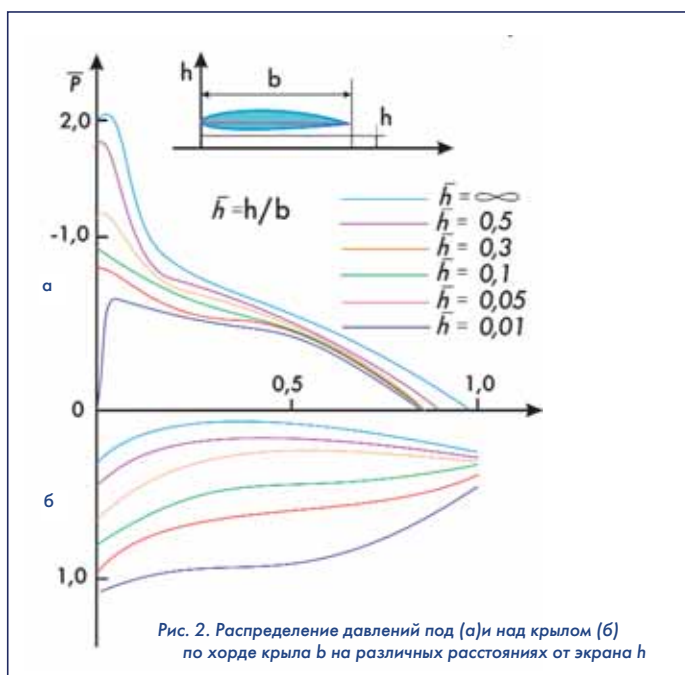 P̅
h
b
2,0
h
h̅ =h/b
h̅ = ∞
h̅ = 0,5
h̅ = 0,3
h̅ = 0,1
h̅ = 0,05
h̅ = 0,01
-1,0
а
0,5
1,0
0
б
1,0
Рис. 2. Распределение давлений под (а)и над крылом (б)
по хорде крыла b на различных расстояниях от экрана h